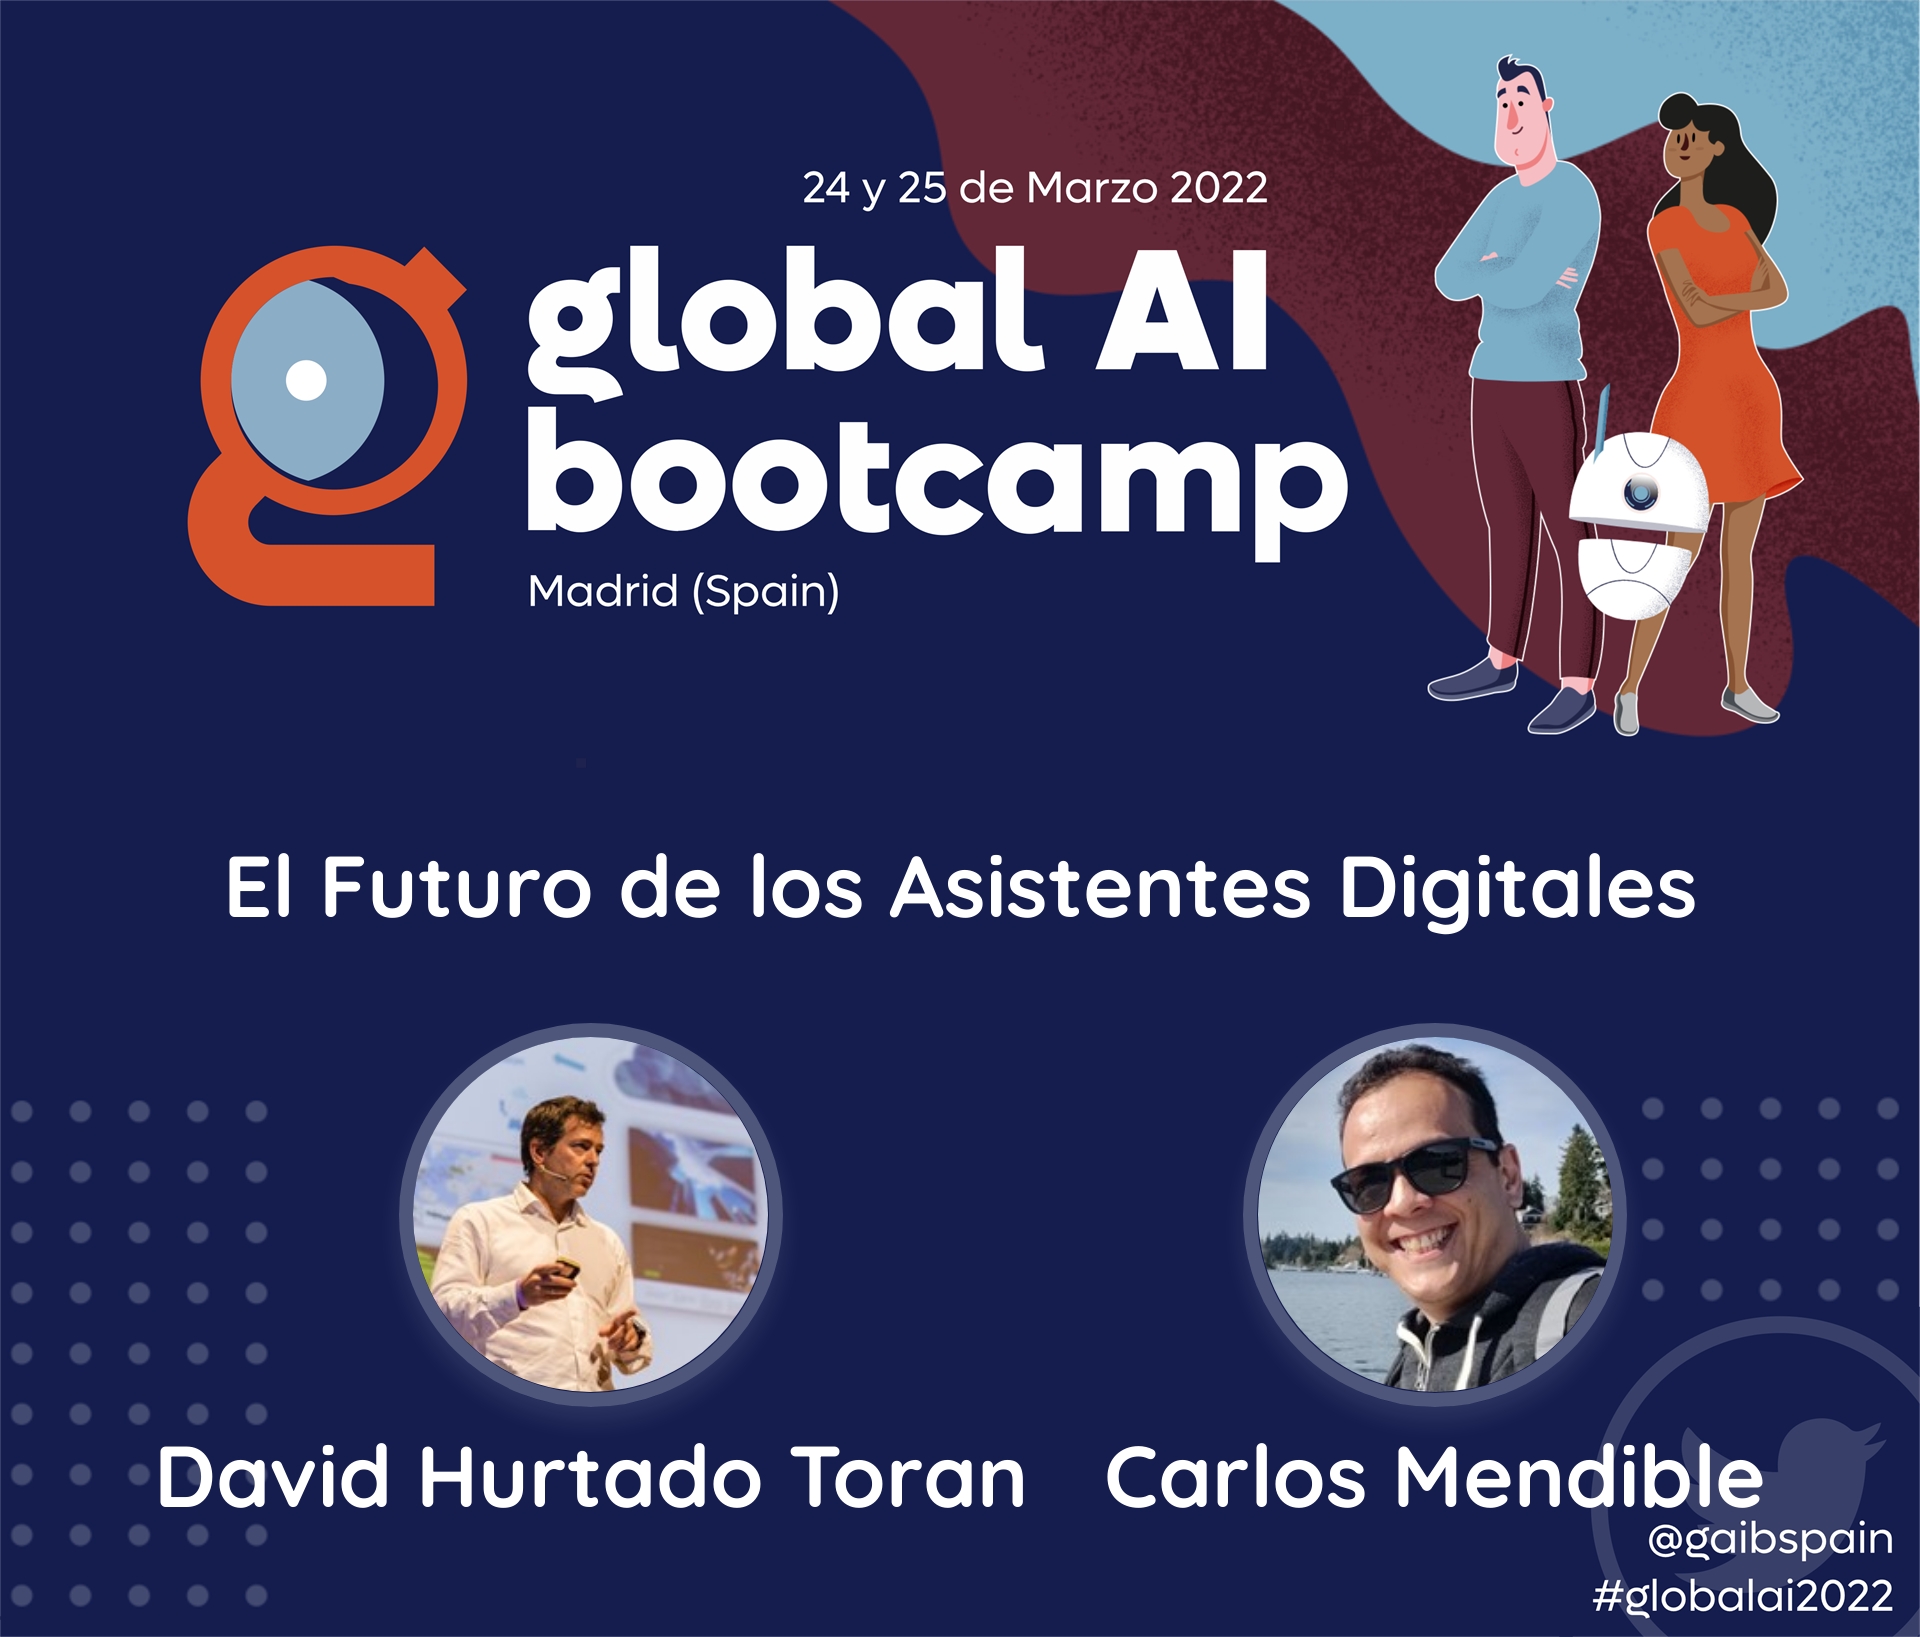 24 y 25 de Marzo 2022
global AI
bootcamp
Madrid (Spain)
El Futuro de los Asistentes Digitales
David Hurtado Toran
Carlos Mendible
@gaibspain
#globalai2022